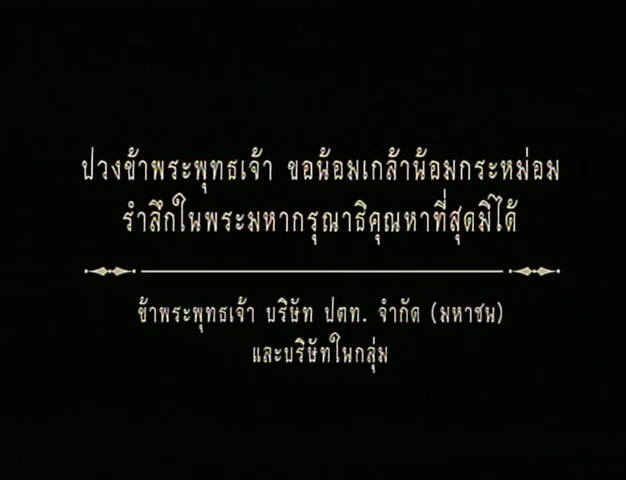 ปวงข้าพระพุทธเจ้า ขอน้อมเกล้าน้อมกระหม่อม
รำลึกในพระมหากรุณาธิคุณหาที่สุดมิได้
ข้าพระพุทธเจ้า บริษัท ปตท. จำกัด (มหาชน)
และบริษัทในกลุ่ม